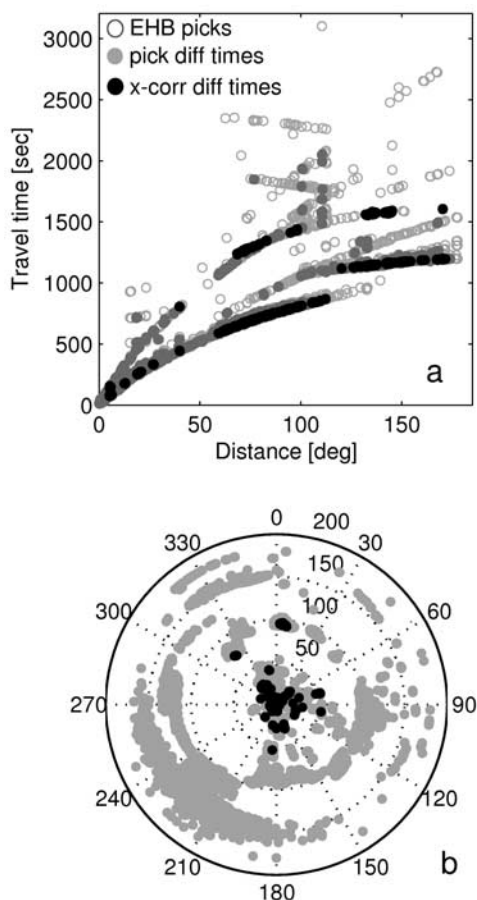 3000
2500
2000
1500
1000
500
0
Travel time [sec]
EHB picks
pick diff times
x-corr diff times
a
0 50 100 150
Distance [deg]
0
200
330
30
150
300
100
60
50
270
90
240
120
210
150
180
b